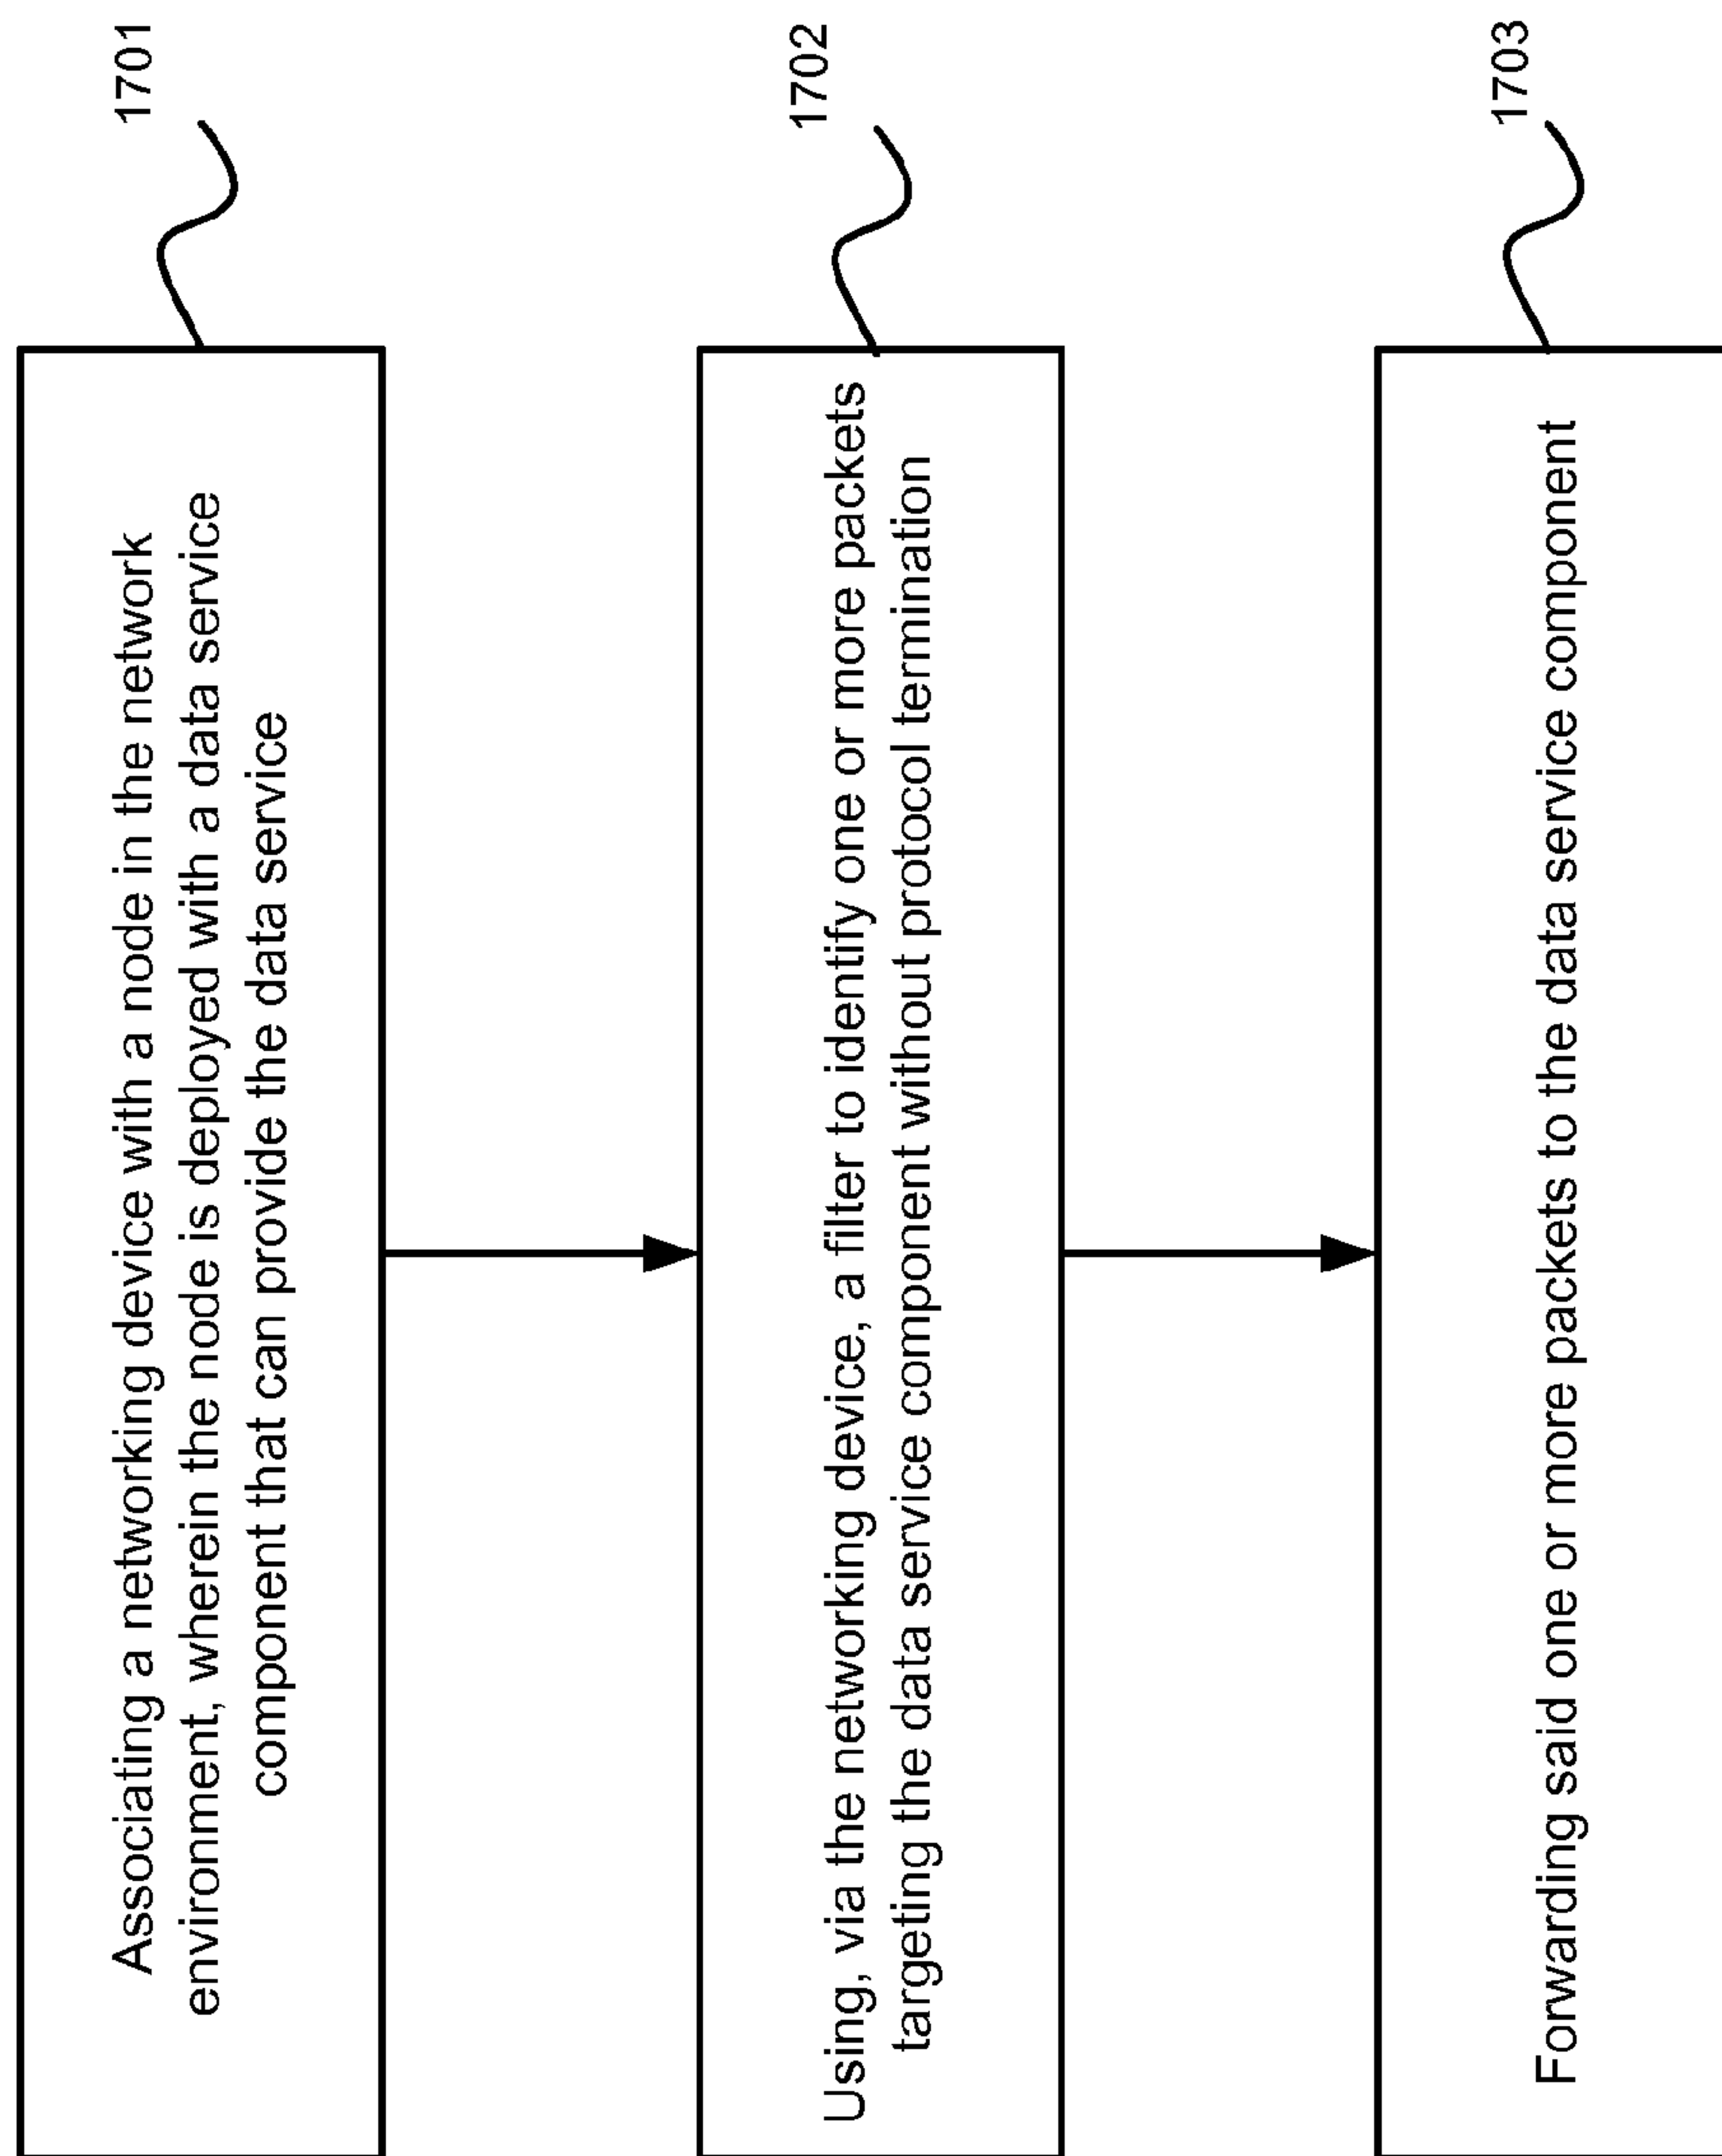 Associating a networking device with a node in the network
environment, wherein the node is deployed with a data service
component that can provide the data service
1701
Using, via the networking device, a filter to identify one or more packets
targeting the data service component without protocol termination
1702
Forwarding said one or more packets to the data service component
1703